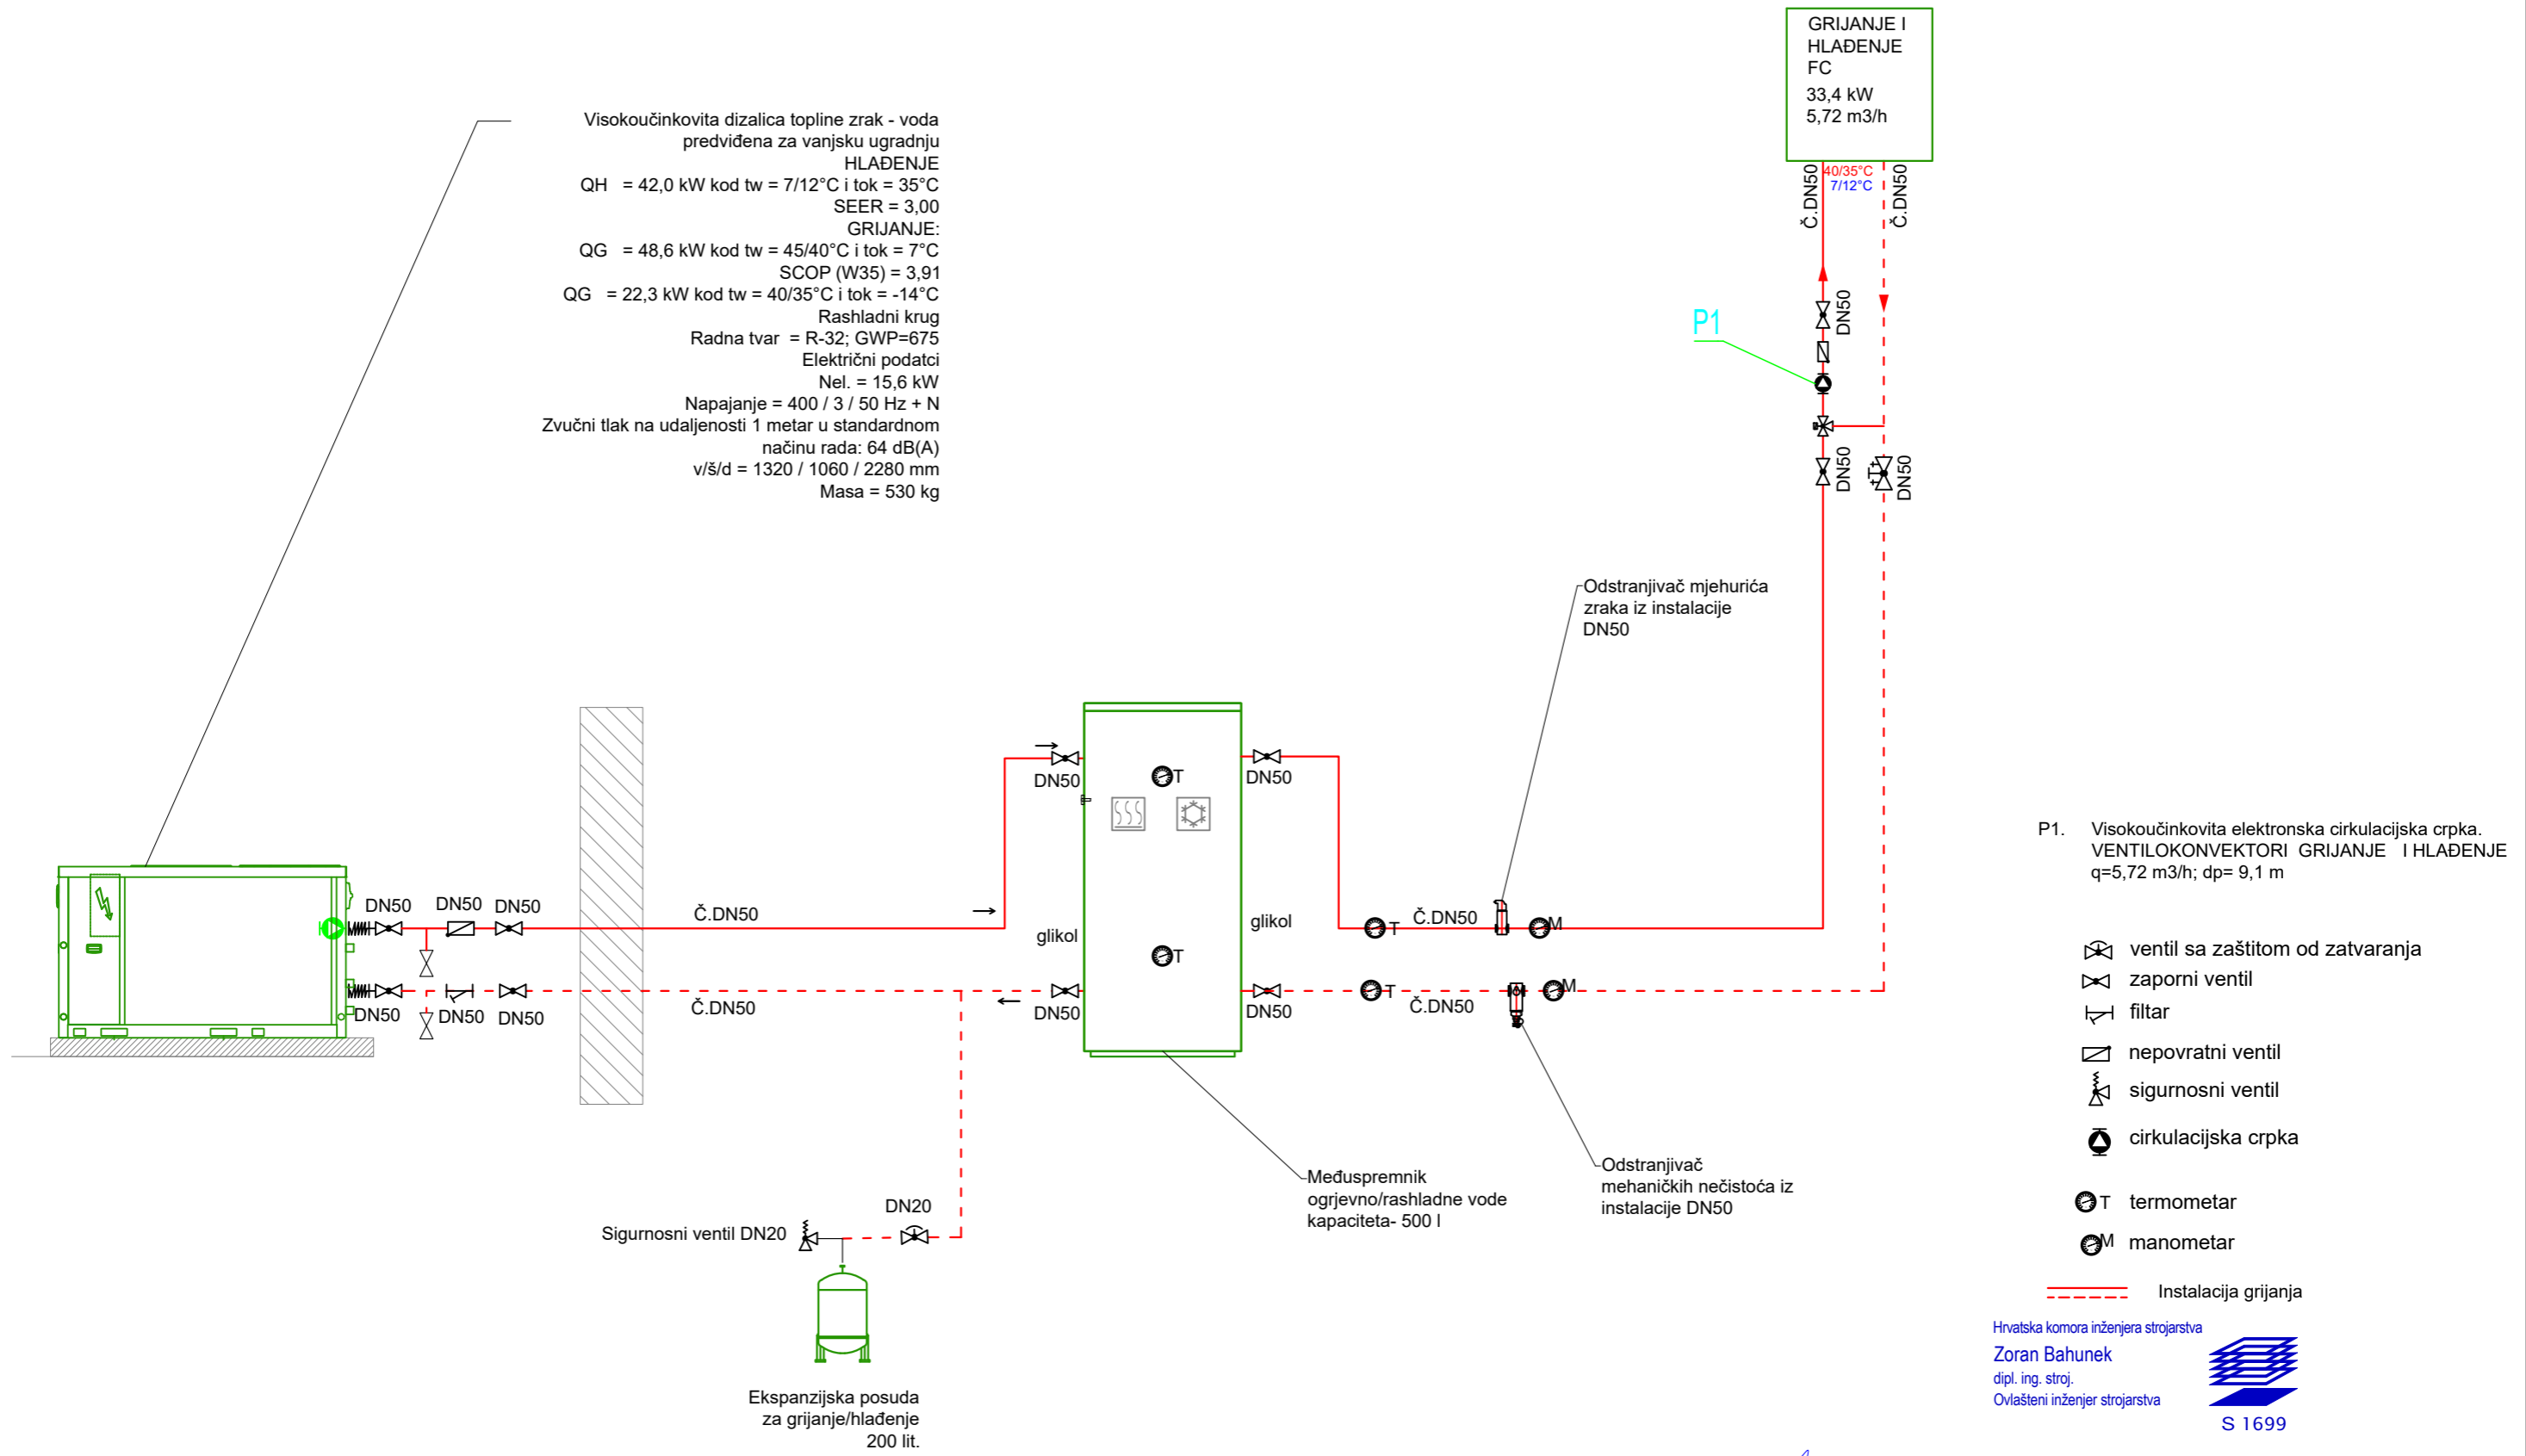 GRIJANJE I
HLAĐENJE
FC
33,4 kW
5,72 m3/h
Visokoučinkovita dizalica topline zrak - voda
predviđena za vanjsku ugradnju
HLAĐENJE
QH = 42,0 kW kod tw = 7/12°C i tok = 35°C
SEER = 3,00
GRIJANJE:
QG = 48,6 kW kod tw = 45/40°C i tok = 7°C
SCOP (W35) = 3,91
QG = 22,3 kW kod tw = 40/35°C i tok = -14°C
Rashladni krug
Radna tvar = R-32; GWP=675
Električni podatci
Nel. = 15,6 kW
Napajanje = 400 / 3 / 50 Hz + N
Zvučni tlak na udaljenosti 1 metar u standardnom
načinu rada: 64 dB(A)
v/š/d = 1320 / 1060 / 2280 mm
Masa = 530 kg
Č.DN50
40/35°C
7/12°C
Č.DN50
DN50
P1
DN50
DN50
Odstranjivač mjehurića
zraka iz instalacije
DN50
DN50
T
DN50
DN50
DN50
DN50
Č.DN50
glikol
T
glikol
T
Č.DN50
M
DN50
DN50
DN50
Č.DN50
DN50
DN50
T
Č.DN50
M
P1. Visokoučinkovita elektronska cirkulacijska crpka.
VENTILOKONVEKTORI GRIJANJE I HLAĐENJE
q=5,72 m3/h; dp= 9,1 m
ventil sa zaštitom od zatvaranja
zaporni ventil
filtar
nepovratni ventil
sigurnosni ventil
cirkulacijska crpka
T termometar
M manometar
Instalacija grijanja
Međuspremnik
ogrjevno/rashladne vode
kapaciteta- 500 l
Odstranjivač
mehaničkih nečistoća iz
instalacije DN50
DN20
Sigurnosni ventil DN20
Ekspanzijska posuda
za grijanje/hlađenje
200 lit.
Hrvatska komora inženjera strojarstva
Zoran Bahunek
dipl. ing. stroj.
Ovlašteni inženjer strojarstva
S 1699